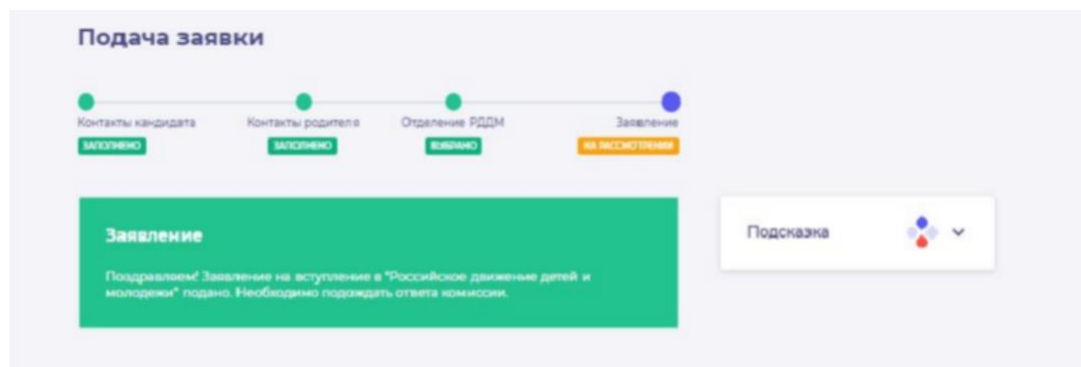 Подача заявки
Контакты кандидата
Контакты родителя
Отделение РДДМ
Заявление
ЗАПОЛНЕНО
ЗАПОЛНЕНО
ВЫБРАНО
НА РАССМОТРЕНИИ
Заявление
Поздравляем! Заявление на вступление в "Российское движение детей и
молодежи" подано. Необходимо подождать ответа комиссии.
Подсказка